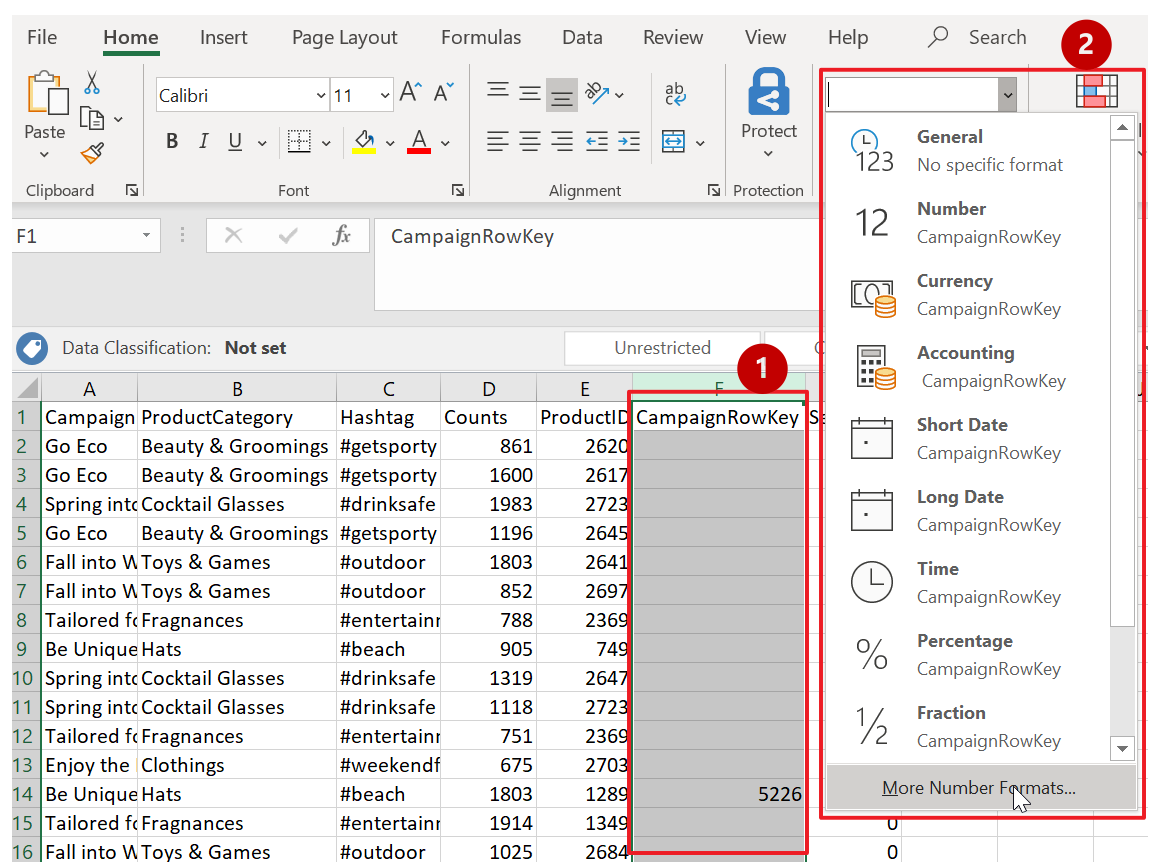 File Home Insert Page Layout Formulas Data Review View Help Search
2
Calibri 11
ab
Paste
B I U A
Protect
Clipboard Font Alignment Protection
General
123 No specific format
Number
12 CampaignRowKey
Currency
CampaignRowKey
Accounting
CampaignRowKey
Short Date
CampaignRowKey
Long Date
CampaignRowKey
Time
CampaignRowKey
Percentage
% CampaignRowKey
Fraction
½ CampaignRowKey
More Number Formats...
F1 fx CampaignRowKey
Data Classification: Not set Unrestricted
1
A B C D E F
1 Campaign ProductCategory Hashtag Counts ProductID CampaignRowKey
2 Go Eco Beauty & Groomings #getsporty 861 2620
3 Go Eco Beauty & Groomings #getsporty 1600 2617
4 Spring into Cocktail Glasses #drinksafe 1983 2723
5 Go Eco Beauty & Groomings #getsporty 1196 2645
6 Fall into W Toys & Games #outdoor 1803 2641
7 Fall into W Toys & Games #outdoor 852 2697
8 Tailored fo Fragnances #entertainr 788 2369
9 Be Unique Hats #beach 905 749
10 Spring into Cocktail Glasses #drinksafe 1319 2647
11 Spring into Cocktail Glasses #drinksafe 1118 2723
12 Tailored fo Fragnances #entertainr 751 2369
13 Enjoy the Clothings #weekendf 675 2703
14 Be Unique Hats #beach 1803 1289 5226
15 Tailored fo Fragnances #entertainr 1914 1349 0
16 Fall into W Toys & Games #outdoor 1025 2684 0